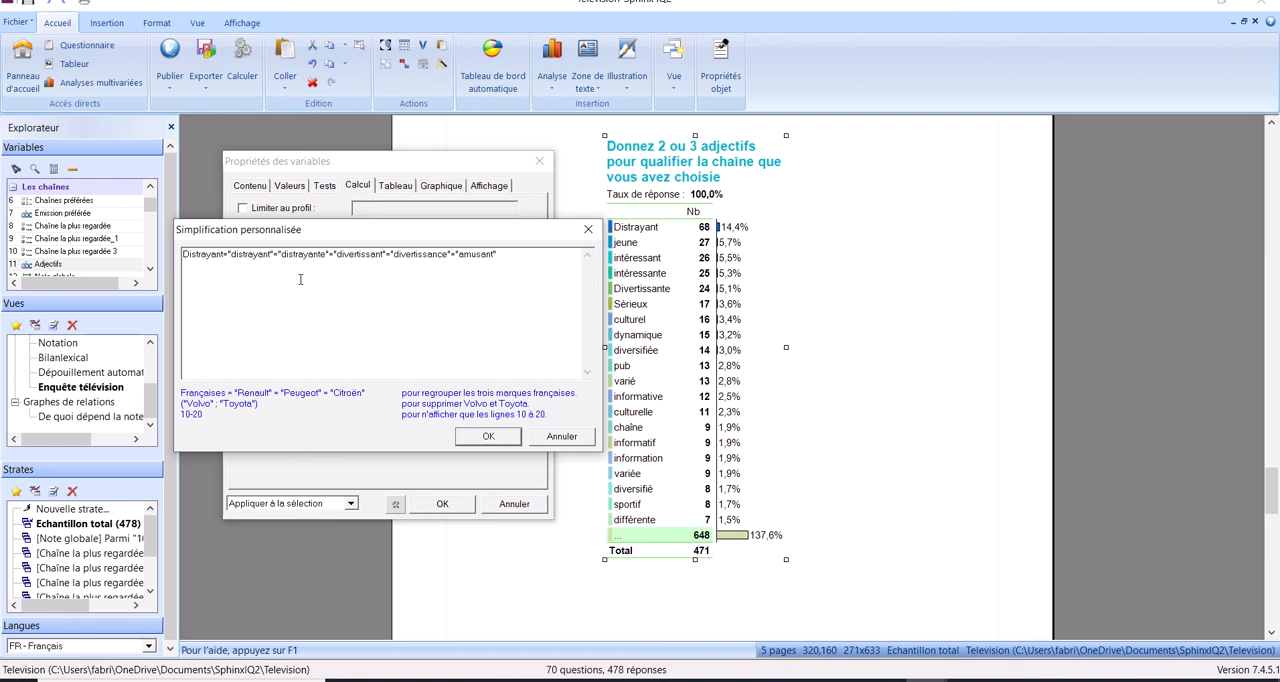 Television-SphinxIQ2
Fichier Accueil Insertion Format Vue Affichage
Panneau d'accueil
Questionnaire
Tableur
Analyses multivariées
Accès directs
Publier Exporter Calculer
Coller
Edition
Actions
Tableau de bord automatique
Analyse Zone de texte Illustration
Insertion
Vue
Propriétés objet
Explorateur
Variables
Les chaînes
6 Chaînes préférées
7 Emission préférée
8 Chaîne la plus regardée
9 Chaîne la plus regardée_1
10 Chaîne la plus regardée 3
11 Adjectifs
12 Note globale
Vues
Notation
Bilanlexical
Dépouillement automat
Enquête télévision
Graphes de relations
De quoi dépend la note
Strates
Nouvelle strate...
Echantillon total (478)
[Note globale] Parmi "10
[Chaîne la plus regardée
[Chaîne la plus regardée
[Chaîne la plus regardée
[Chaîne la plus regardée
Langues
FR - Français
Propriétés des variables
Contenu Valeurs Tests Calcul Tableau Graphique Affichage
Limiter au profil :
Simplification personnalisée
Distrayant="distrayant"="distrayante"="divertissant"="divertissance"="amusant"
Françaises = "Renault" = "Peugeot" = "Citroën" pour regrouper les trois marques françaises.
("Volvo" ; "Toyota") pour supprimer Volvo et Toyota.
10-20 pour n'afficher que les lignes 10 à 20.
OK Annuler
Appliquer à la sélection OK Annuler
Donnez 2 ou 3 adjectifs
pour qualifier la chaîne que
vous avez choisie
Taux de réponse : 100,0%
Nb
Distrayant 68 14,4%
jeune 27 5,7%
intéressant 26 5,5%
intéressante 25 5,3%
Divertissante 24 5,1%
Sérieux 17 3,6%
culturel 16 3,4%
dynamique 15 3,2%
diversifiée 14 3,0%
pub 13 2,8%
varié 13 2,8%
informative 12 2,5%
culturelle 11 2,3%
chaîne 9 1,9%
informatif 9 1,9%
information 9 1,9%
variée 9 1,9%
diversifié 8 1,7%
sportif 8 1,7%
différente 7 1,5%
... 648 137,6%
Total 471
Pour l'aide, appuyez sur F1
5 pages 320,160 271x633 Echantillon total Television (C:\Users\fabri\OneDrive\Documents\SphinxIQ2\Television)
Television (C:\Users\fabri\OneDrive\Documents\SphinxIQ2\Television) 70 questions, 478 réponses Version 7.4.5.1